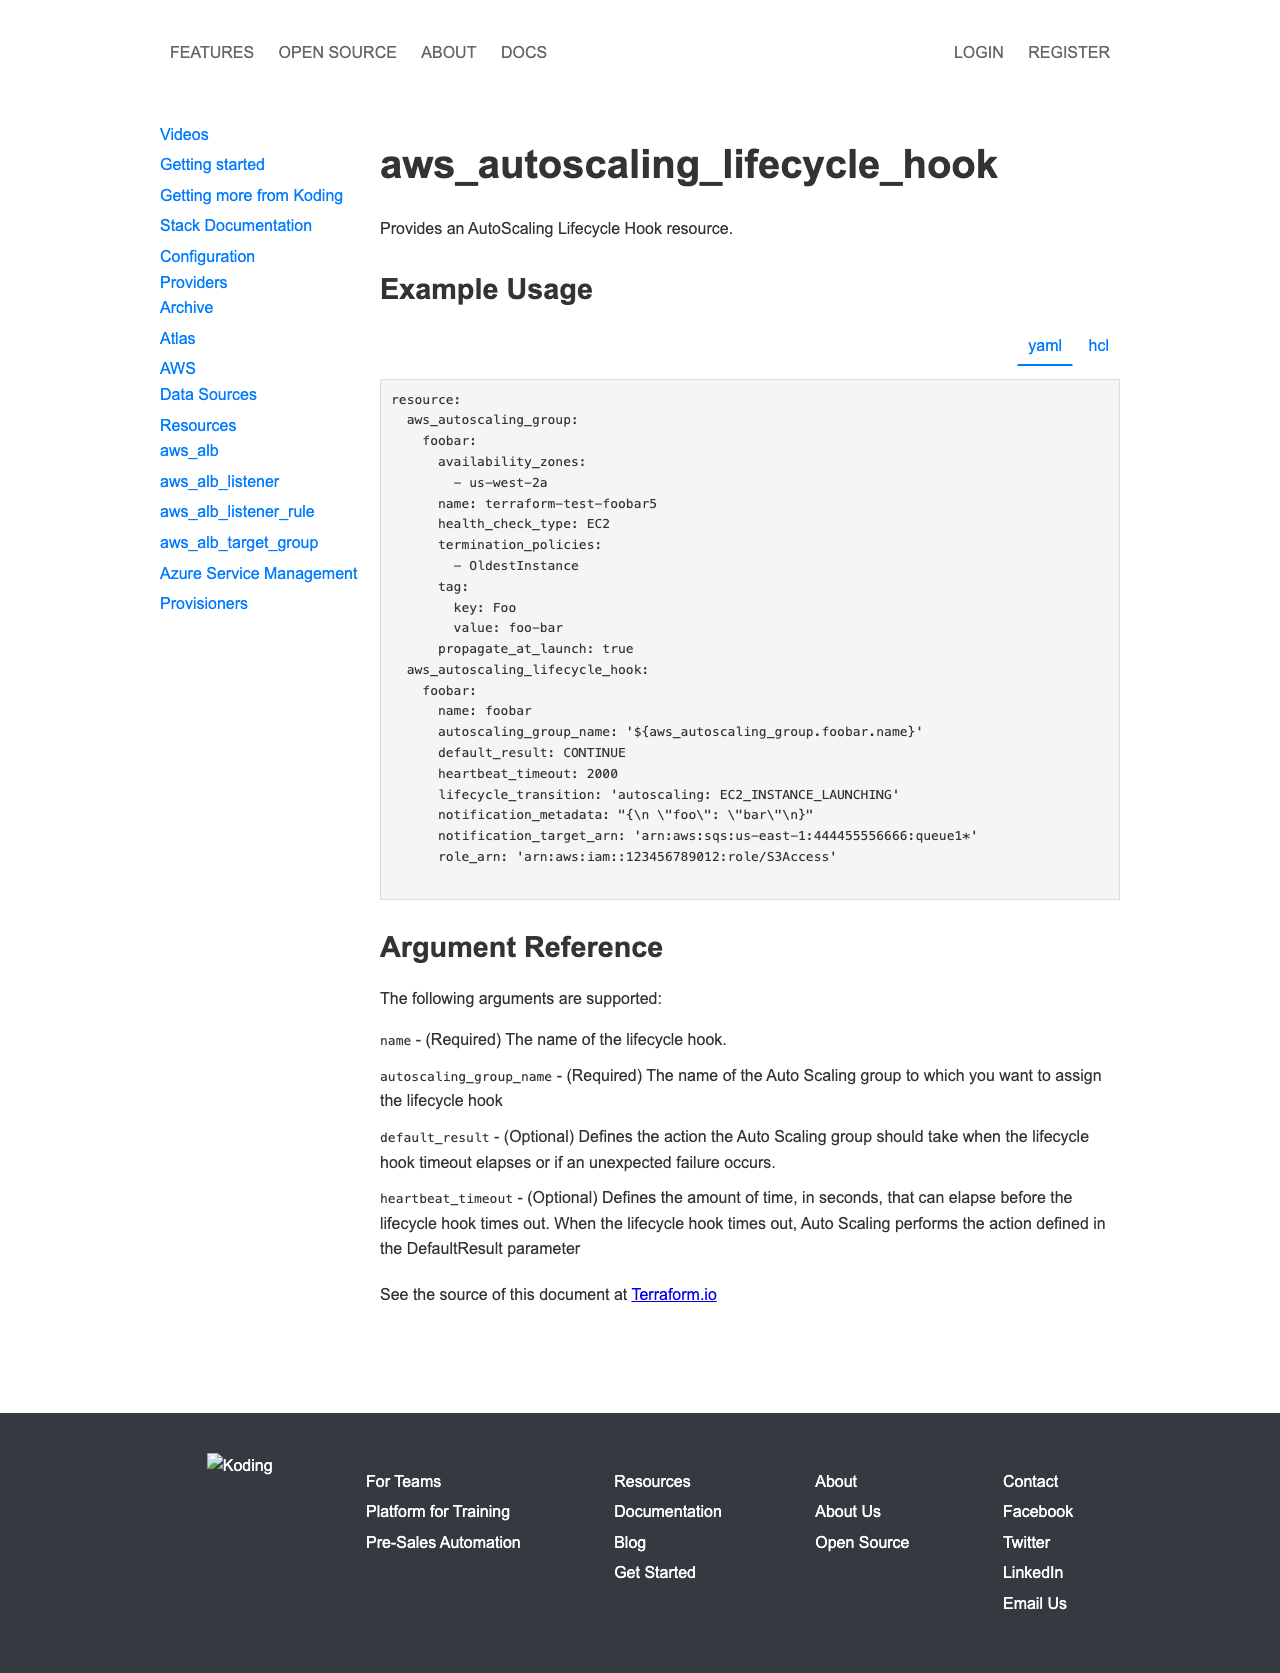 FEATURES OPEN SOURCE ABOUT DOCS LOGIN REGISTER
Videos
Getting started
Getting more from Koding
Stack Documentation
Configuration
Providers
Archive
Atlas
AWS
Data Sources
Resources
aws_alb
aws_alb_listener
aws_alb_listener_rule
aws_alb_target_group
Azure Service Management
Provisioners
aws_autoscaling_lifecycle_hook
Provides an AutoScaling Lifecycle Hook resource.
Example Usage
yaml hcl
resource:
  aws_autoscaling_group:
    foobar:
      availability_zones:
        - us-west-2a
      name: terraform-test-foobar5
      health_check_type: EC2
      termination_policies:
        - OldestInstance
      tag:
        key: Foo
        value: foo-bar
      propagate_at_launch: true
  aws_autoscaling_lifecycle_hook:
    foobar:
      name: foobar
      autoscaling_group_name: '${aws_autoscaling_group.foobar.name}'
      default_result: CONTINUE
      heartbeat_timeout: 2000
      lifecycle_transition: 'autoscaling: EC2_INSTANCE_LAUNCHING'
      notification_metadata: "{\n \"foo\": \"bar\"\n}"
      notification_target_arn: 'arn:aws:sqs:us-east-1:444455556666:queue1*'
      role_arn: 'arn:aws:iam::123456789012:role/S3Access'
Argument Reference
The following arguments are supported:
name - (Required) The name of the lifecycle hook.
autoscaling_group_name - (Required) The name of the Auto Scaling group to which you want to assign
the lifecycle hook
default_result - (Optional) Defines the action the Auto Scaling group should take when the lifecycle
hook timeout elapses or if an unexpected failure occurs.
heartbeat_timeout - (Optional) Defines the amount of time, in seconds, that can elapse before the
lifecycle hook times out. When the lifecycle hook times out, Auto Scaling performs the action defined in
the DefaultResult parameter
See the source of this document at Terraform.io
Koding
For Teams
Platform for Training
Pre-Sales Automation
Resources
Documentation
Blog
Get Started
About
About Us
Open Source
Contact
Facebook
Twitter
LinkedIn
Email Us